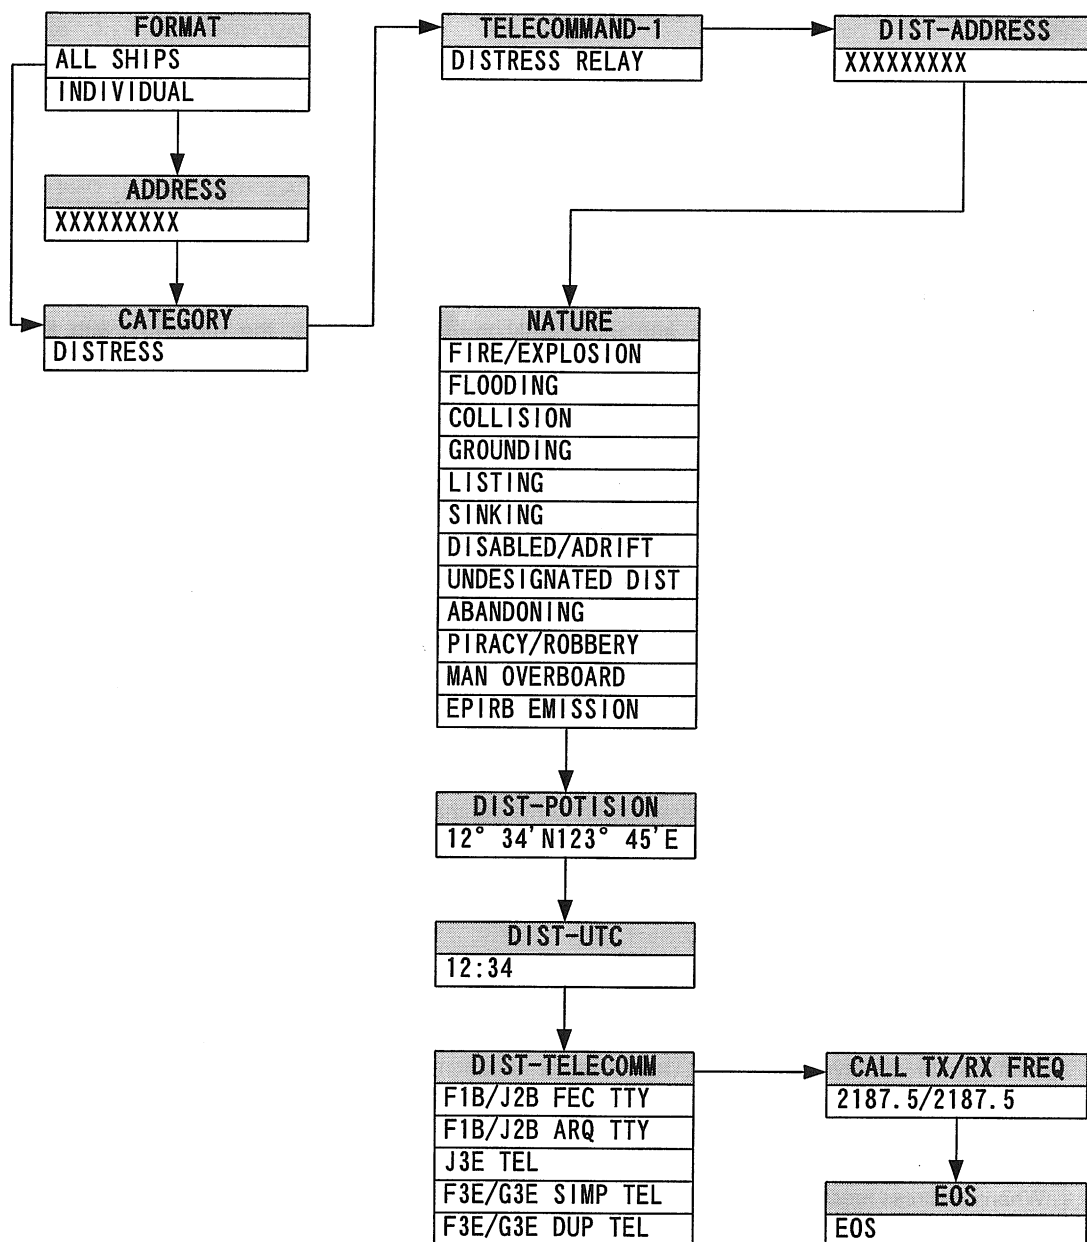 FORMAT
ALL SHIPS
INDIVIDUAL
ADDRESS
XXXXXXXXX
CATEGORY
DISTRESS
TELECOMMAND-1
DISTRESS RELAY
DIST-ADDRESS
XXXXXXXXX
NATURE
FIRE/EXPLOSION
FLOODING
COLLISION
GROUNDING
LISTING
SINKING
DISABLED/ADRIFT
UNDESIGNATED DIST
ABANDONING
PIRACY/ROBBERY
MAN OVERBOARD
EPIRB EMISSION
DIST-POTISION
12° 34'N123° 45'E
DIST-UTC
12:34
DIST-TELECOMM
F1B/J2B FEC TTY
F1B/J2B ARQ TTY
J3E TEL
F3E/G3E SIMP TEL
F3E/G3E DUP TEL
CALL TX/RX FREQ
2187.5/2187.5
EOS
EOS